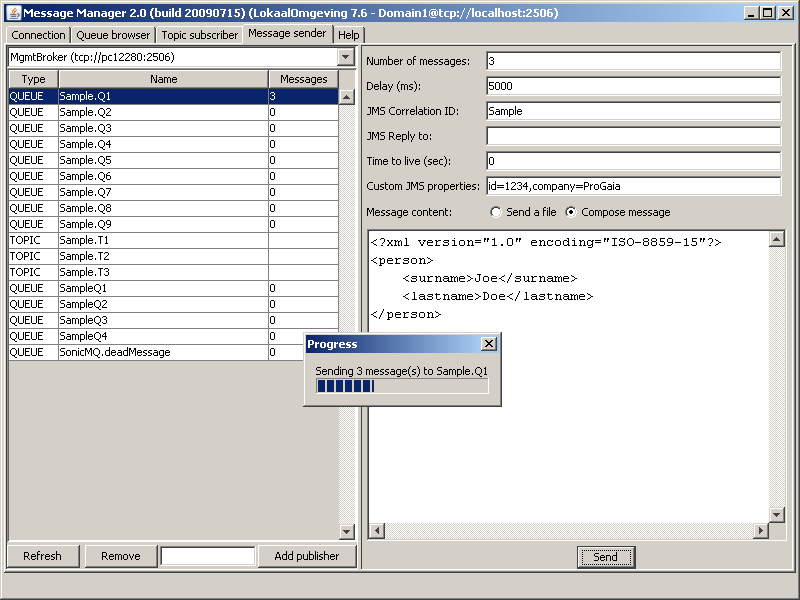 Message Manager 2.0 (build 20090715) (LokaalOmgeving 7.6 - Domain1@tcp://localhost:2506)
Connection Queue browser Topic subscriber Message sender Help
MgmtBroker (tcp://pc12280:2506)
Type Name Messages
QUEUE Sample.Q1 3
QUEUE Sample.Q2 0
QUEUE Sample.Q3 0
QUEUE Sample.Q4 0
QUEUE Sample.Q5 0
QUEUE Sample.Q6 0
QUEUE Sample.Q7 0
QUEUE Sample.Q8 0
QUEUE Sample.Q9 0
TOPIC Sample.T1
TOPIC Sample.T2
TOPIC Sample.T3
QUEUE SampleQ1 0
QUEUE SampleQ2 0
QUEUE SampleQ3 0
QUEUE SampleQ4 0
QUEUE SonicMQ.deadMessage 0
Refresh Remove Add publisher
Number of messages: 3
Delay (ms): 5000
JMS Correlation ID: Sample
JMS Reply to:
Time to live (sec): 0
Custom JMS properties: id=1234,company=ProGaia
Message content: Send a file Compose message
<?xml version="1.0" encoding="ISO-8859-15"?>
<person>
<surname>Joe</surname>
<lastname>Doe</lastname>
</person>
Progress
Sending 3 message(s) to Sample.Q1
Send